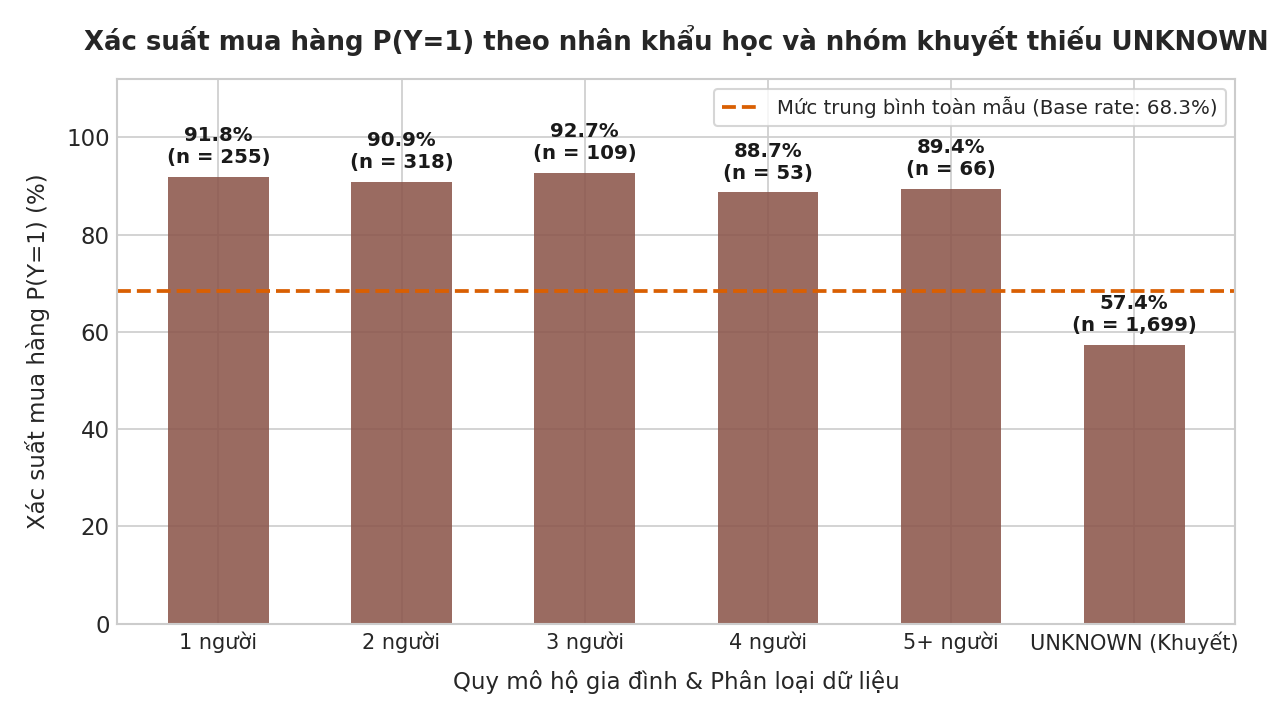 Xác suất mua hàng P(Y=1) theo nhân khẩu học và nhóm khuyết thiếu UNKNOWN
Mức trung bình toàn mẫu (Base rate: 68.3%)
Xác suất mua hàng P(Y=1) (%)
100
80
60
40
20
0
91.8%
(n = 255)
90.9%
(n = 318)
92.7%
(n = 109)
88.7%
(n = 53)
89.4%
(n = 66)
57.4%
(n = 1,699)
1 người
2 người
3 người
4 người
5+ người
UNKNOWN (Khuyết)
Quy mô hộ gia đình & Phân loại dữ liệu